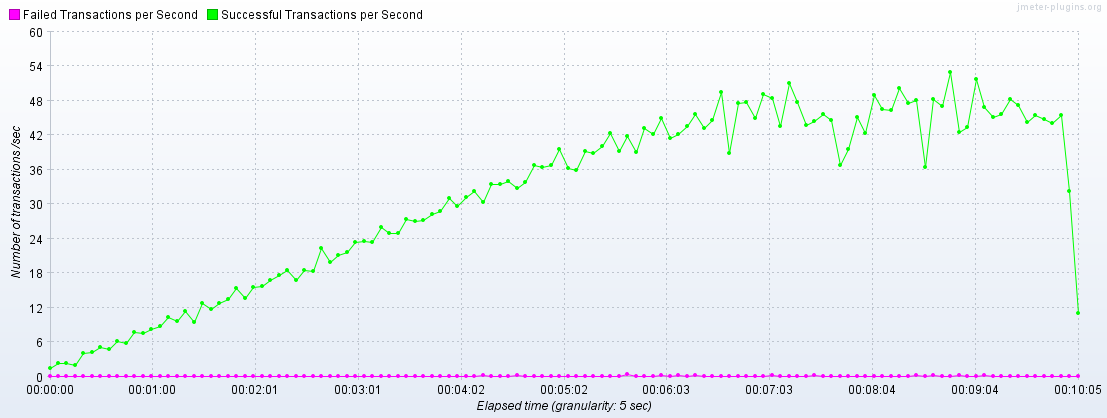 jmeter-plugins.org
Failed Transactions per Second Successful Transactions per Second
60
54
48
42
36
30
24
18
12
6
0
Number of transactions /sec
00:00:00 00:01:00 00:02:01 00:03:01 00:04:02 00:05:02 00:06:03 00:07:03 00:08:04 00:09:04 00:10:05
Elapsed time (granularity: 5 sec)